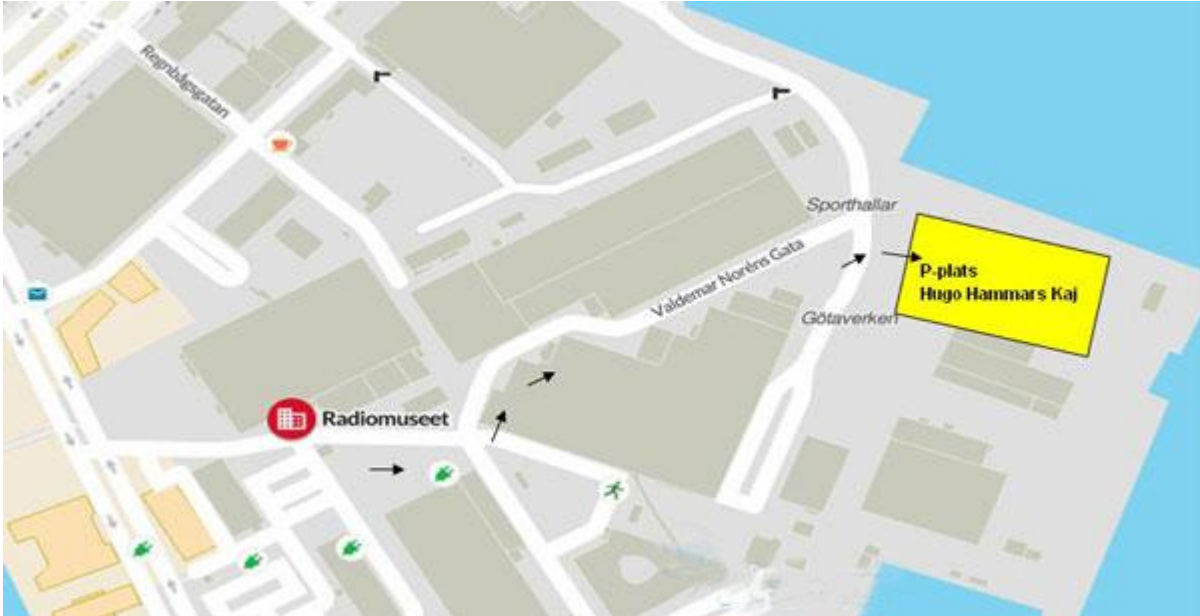 Regnbågsgatan
Sporthallar
Valdemar Noréns Gata
P-plats
Hugo Hammars Kaj
Götaverken
Radiomuseet